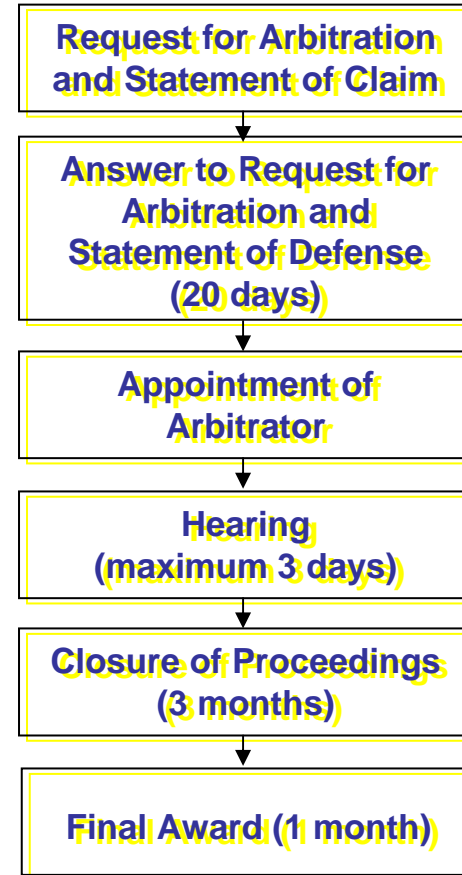 Request for Arbitration
and Statement of Claim
Answer to Request for
Arbitration and
Statement of Defense
(20 days)
Appointment of
Arbitrator
Hearing
(maximum 3 days)
Closure of Proceedings
(3 months)
Final Award (1 month)